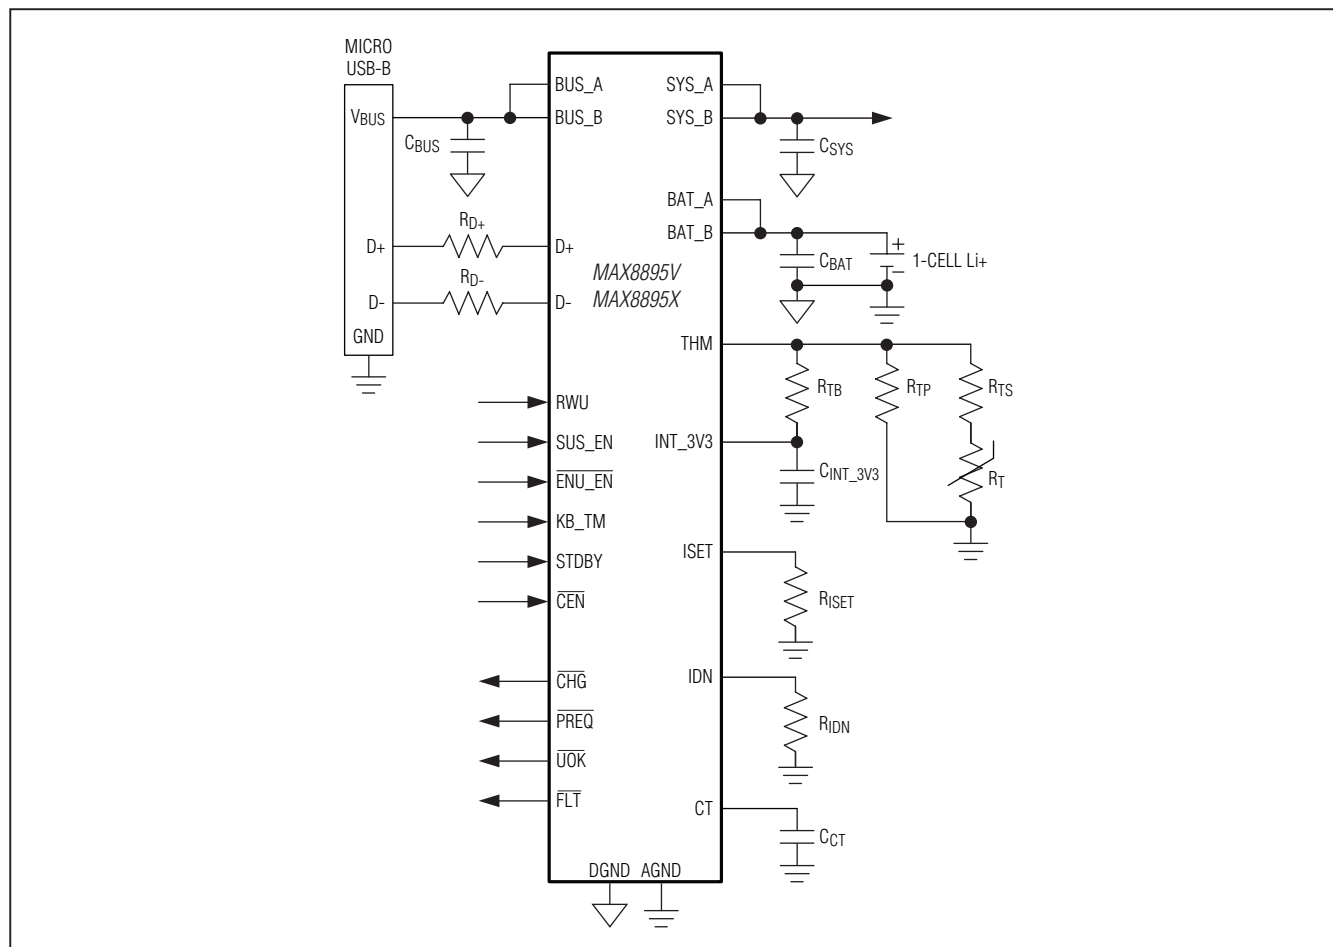 MICRO
USB-B
VBUS
D+
D-
GND
CBUS
RD+
RD-
BUS_A
BUS_B
D+
D-
RWU
SUS_EN
ENU_EN
KB_TM
STDBY
CEN
CHG
PREQ
UOK
FLT
MAX8895V
MAX8895X
DGND AGND
SYS_A
SYS_B
BAT_A
BAT_B
THM
INT_3V3
ISET
IDN
CT
CSYS
CBAT
+
−
1-CELL Li+
RTB
RTP
RTS
RT
CINT_3V3
RISET
RIDN
CCT